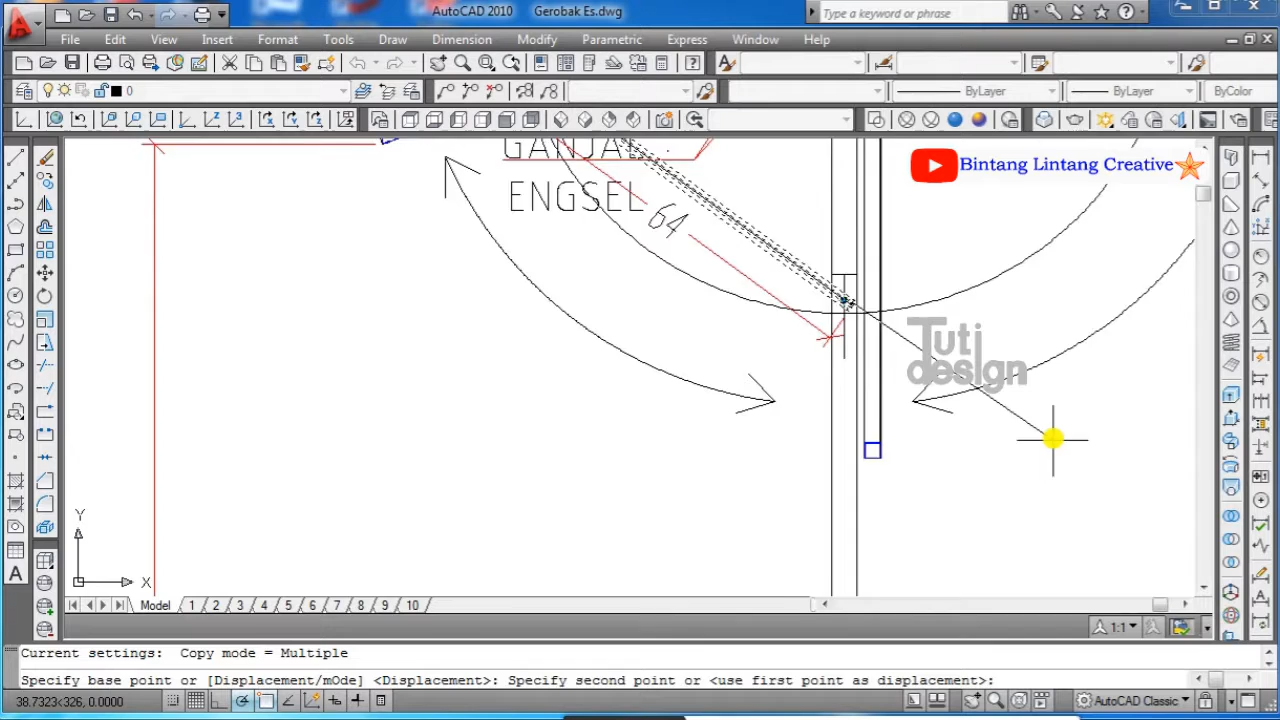 AutoCAD 2010 Gerobak Es.dwg
Type a keyword or phrase
File Edit View Insert Format Tools Draw Dimension Modify Parametric Express Window Help
0
ByLayer
ByLayer
ByColor
GANJAL
ENGSEL
64
Bintang Lintang Creative
Tuti
design
Y
X
Model 1 2 3 4 5 6 7 8 9 10
1:1
Current settings: Copy mode = Multiple
Specify base point or [Displacement/mOde] <Displacement>: Specify second point or <use first point as displacement>:
38.7323<326, 0.0000
AutoCAD Classic